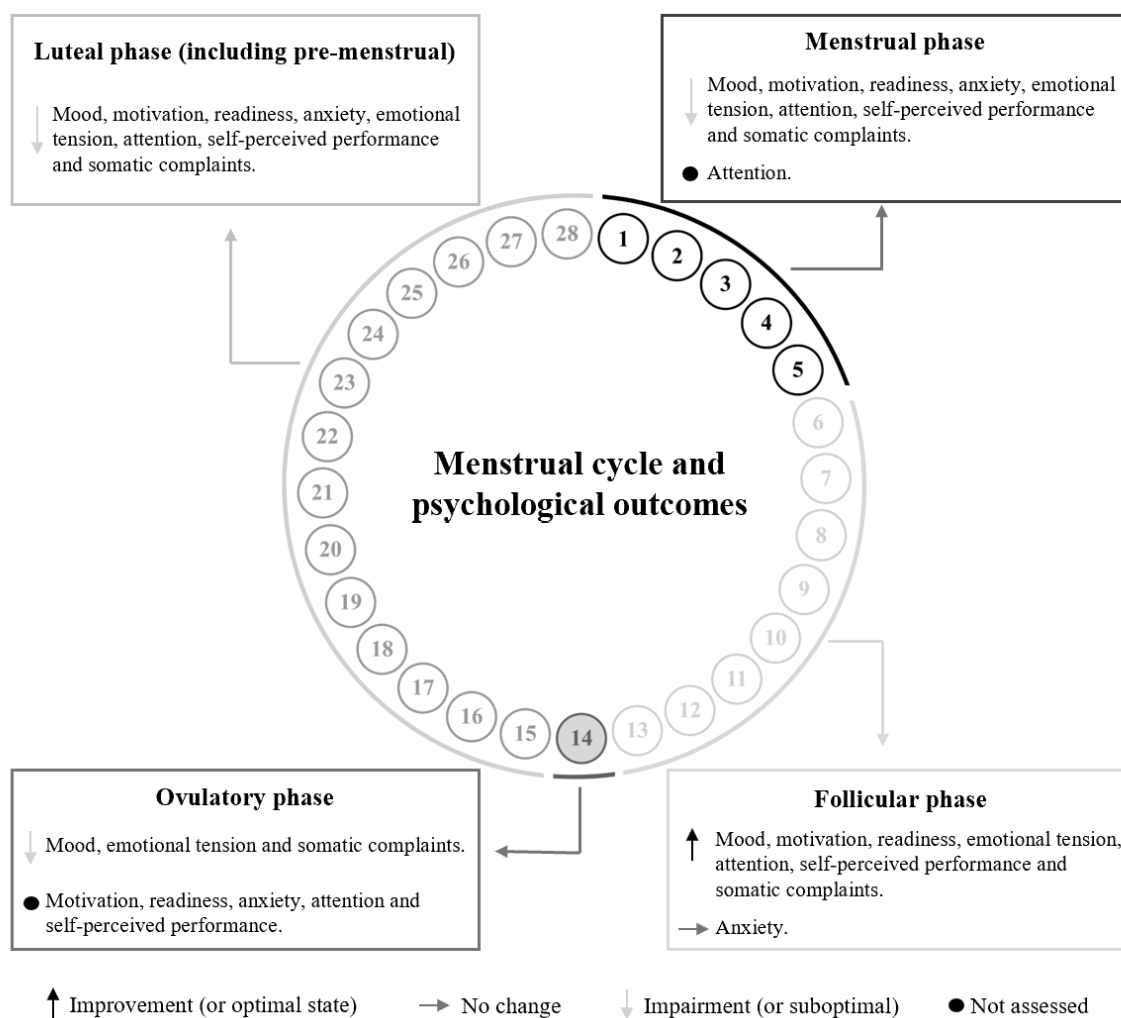 Luteal phase (including pre-menstrual)
Mood, motivation, readiness, anxiety, emotional
tension, attention, self-perceived performance
and somatic complaints.
Menstrual phase
Mood, motivation, readiness, anxiety, emotional
tension, attention, self-perceived performance
and somatic complaints.
Attention.
1
2
3
4
5
6
7
8
9
10
11
12
13
14
15
16
17
18
19
20
21
22
23
24
25
26
27
28
Menstrual cycle and
psychological outcomes
Ovulatory phase
Mood, emotional tension and somatic complaints.
Motivation, readiness, anxiety, attention and
self-perceived performance.
Follicular phase
Mood, motivation, readiness, emotional tension,
attention, self-perceived performance and
somatic complaints.
Anxiety.
Improvement (or optimal state)
No change
Impairment (or suboptimal)
Not assessed